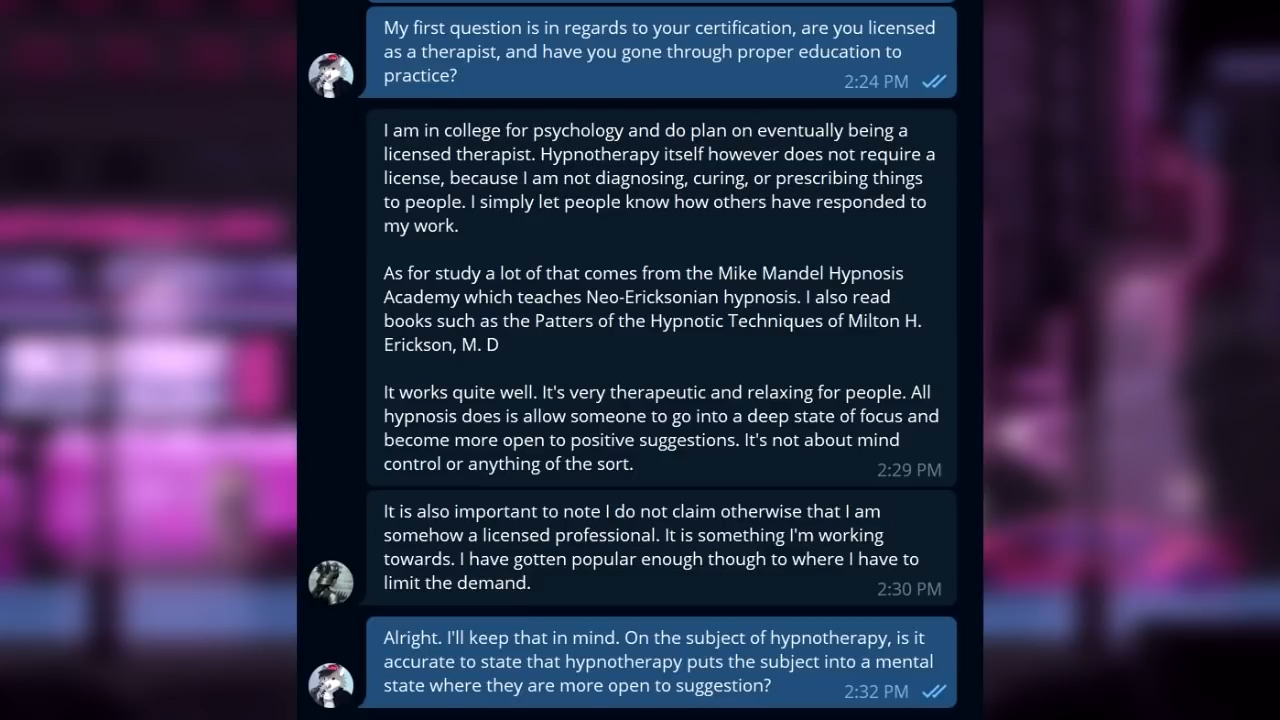 My first question is in regards to your certification, are you licensed
as a therapist, and have you gone through proper education to
practice?
2:24 PM
I am in college for psychology and do plan on eventually being a
licensed therapist. Hypnotherapy itself however does not require a
license, because I am not diagnosing, curing, or prescribing things
to people. I simply let people know how others have responded to
my work.
As for study a lot of that comes from the Mike Mandel Hypnosis
Academy which teaches Neo-Ericksonian hypnosis. I also read
books such as the Patters of the Hypnotic Techniques of Milton H.
Erickson, M. D
It works quite well. It's very therapeutic and relaxing for people. All
hypnosis does is allow someone to go into a deep state of focus and
become more open to positive suggestions. It's not about mind
control or anything of the sort.
2:29 PM
It is also important to note I do not claim otherwise that I am
somehow a licensed professional. It is something I'm working
towards. I have gotten popular enough though to where I have to
limit the demand.
2:30 PM
Alright. I'll keep that in mind. On the subject of hypnotherapy, is it
accurate to state that hypnotherapy puts the subject into a mental
state where they are more open to suggestion?
2:32 PM